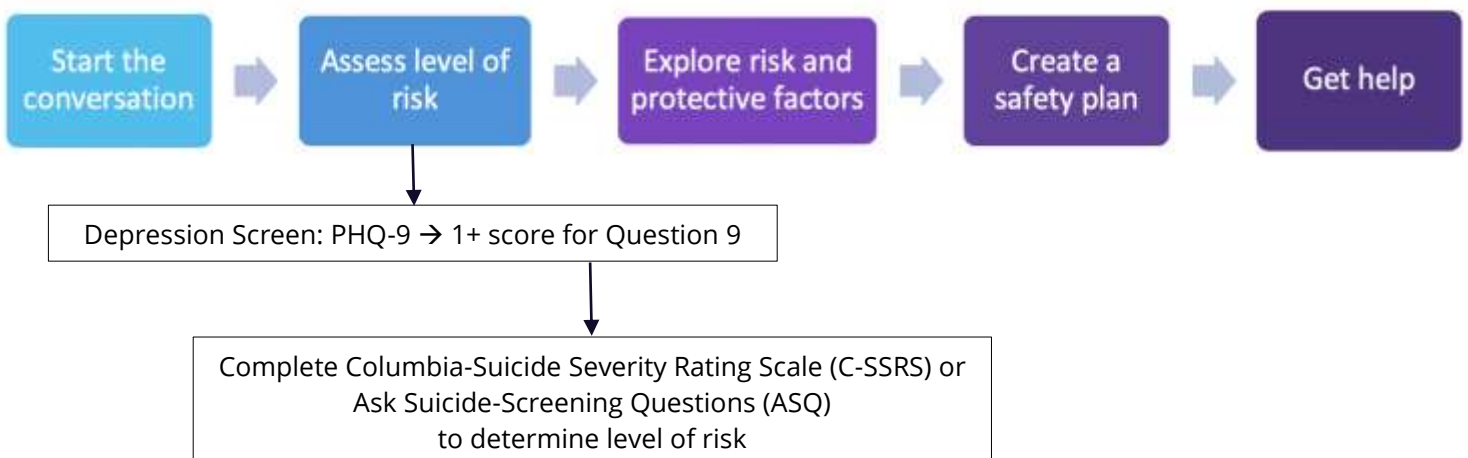 Start the
conversation
Assess level of
risk
Explore risk and
protective factors
Create a
safety plan
Get help
Depression Screen: PHQ-9 → 1+ score for Question 9
Complete Columbia-Suicide Severity Rating Scale (C-SSRS) or
Ask Suicide-Screening Questions (ASQ)
to determine level of risk